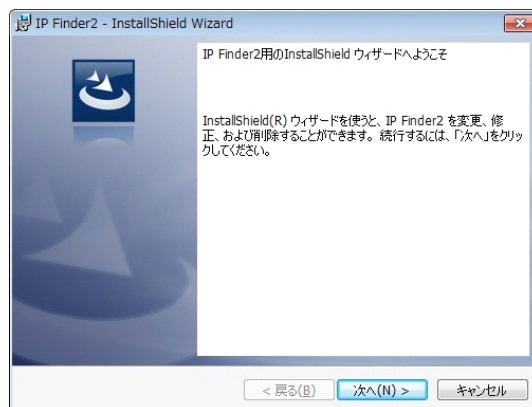 IP Finder2 - InstallShield Wizard
IP Finder2用のInstallShield ウィザードへようこそ
InstallShield(R) ウィザードを使うと、IP Finder2 を変更、修
正、および削除することができます。続行するには、「次へ」をクリッ
クしてください。
< 戻る(B) 次へ(N) > キャンセル